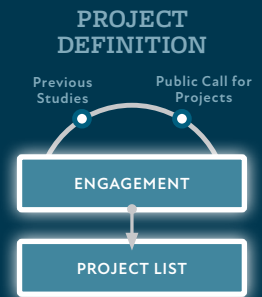 PROJECT
DEFINITION
Previous
Studies
Public Call for
Projects
ENGAGEMENT
PROJECT LIST